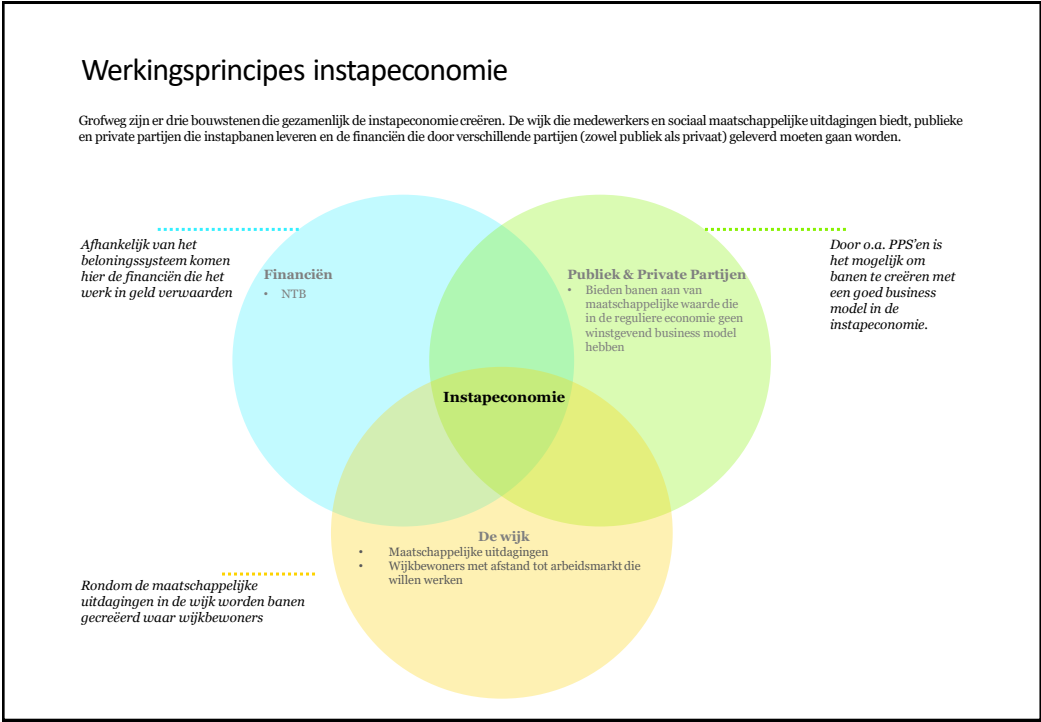 Werkingsprincipes instapeconomie
Grofweg zijn er drie bouwstenen die gezamenlijk de instapeconomie creëren. De wijk die medewerkers en sociaal maatschappelijke uitdagingen biedt, publieke
en private partijen die instapbanen leveren en de financiën die door verschillende partijen (zowel publiek als privaat) geleverd moeten gaan worden.
Afhankelijk van het
beloningssysteem komen
hier de financiën die het
werk in geld verwaarden
Financiën
• NTB
Publiek & Private Partijen
• Bieden banen aan van
maatschappelijke waarde die
in de reguliere economie geen
winstgevend business model
hebben
Door o.a. PPS'en is
het mogelijk om
banen te creëren met
een goed business
model in de
instapeconomie.
Instapeconomie
De wijk
• Maatschappelijke uitdagingen
• Wijkbewoners met afstand tot arbeidsmarkt die
willen werken
Rondom de maatschappelijke
uitdagingen in de wijk worden banen
gecreëerd waar wijkbewoners